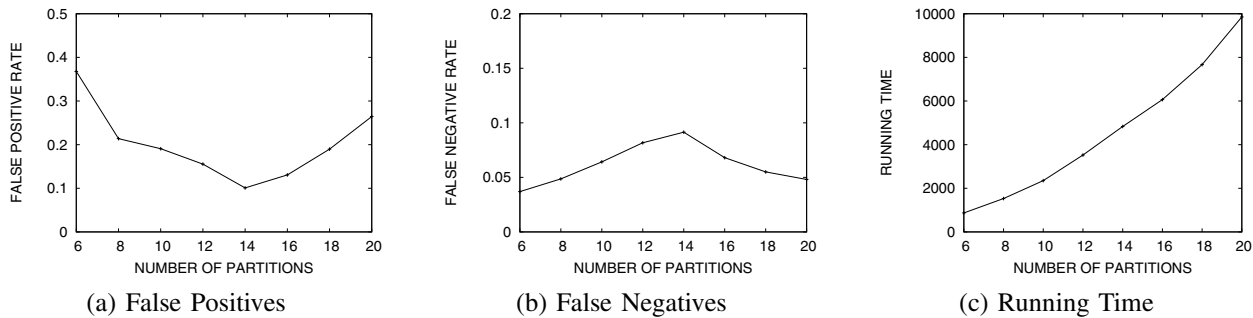 0.5
0.4
0.3
0.2
0.1
0
FALSE POSITIVE RATE
6 8 10 12 14 16 18 20
NUMBER OF PARTITIONS
(a) False Positives
0.2
0.15
0.1
0.05
0
FALSE NEGATIVE RATE
6 8 10 12 14 16 18 20
NUMBER OF PARTITIONS
(b) False Negatives
10000
8000
6000
4000
2000
0
RUNNING TIME
6 8 10 12 14 16 18 20
NUMBER OF PARTITIONS
(c) Running Time